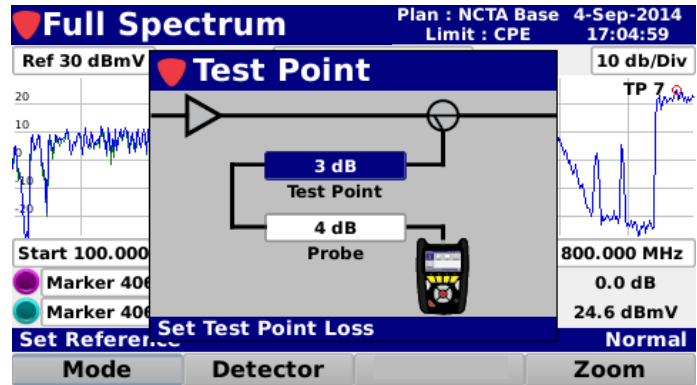 Full Spectrum
Plan : NCTA Base 4-Sep-2014
Limit : CPE 17:04:59
Ref 30 dBmV
10 db/Div
Test Point
TP 7
20
10
0
-10
-20
3 dB
Test Point
4 dB
Probe
Start 100.000
800.000 MHz
Marker 406
0.0 dB
Marker 406
24.6 dBmV
Set Test Point Loss
Set Reference
Normal
Mode
Detector
Zoom